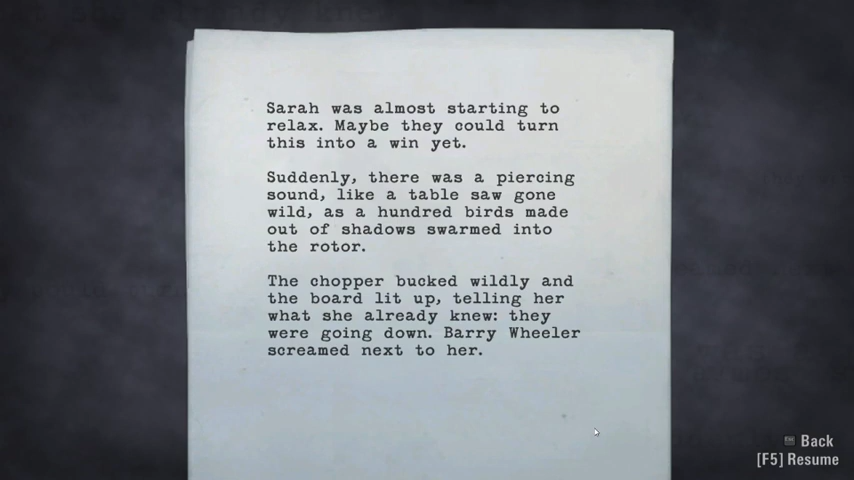 Sarah was almost starting to
relax. Maybe they could turn
this into a win yet.
Suddenly, there was a piercing
sound, like a table saw gone
wild, as a hundred birds made
out of shadows swarmed into
the rotor.
The chopper bucked wildly and
the board lit up, telling her
what she already knew: they
were going down. Barry Wheeler
screamed next to her.
Back
[F5] Resume